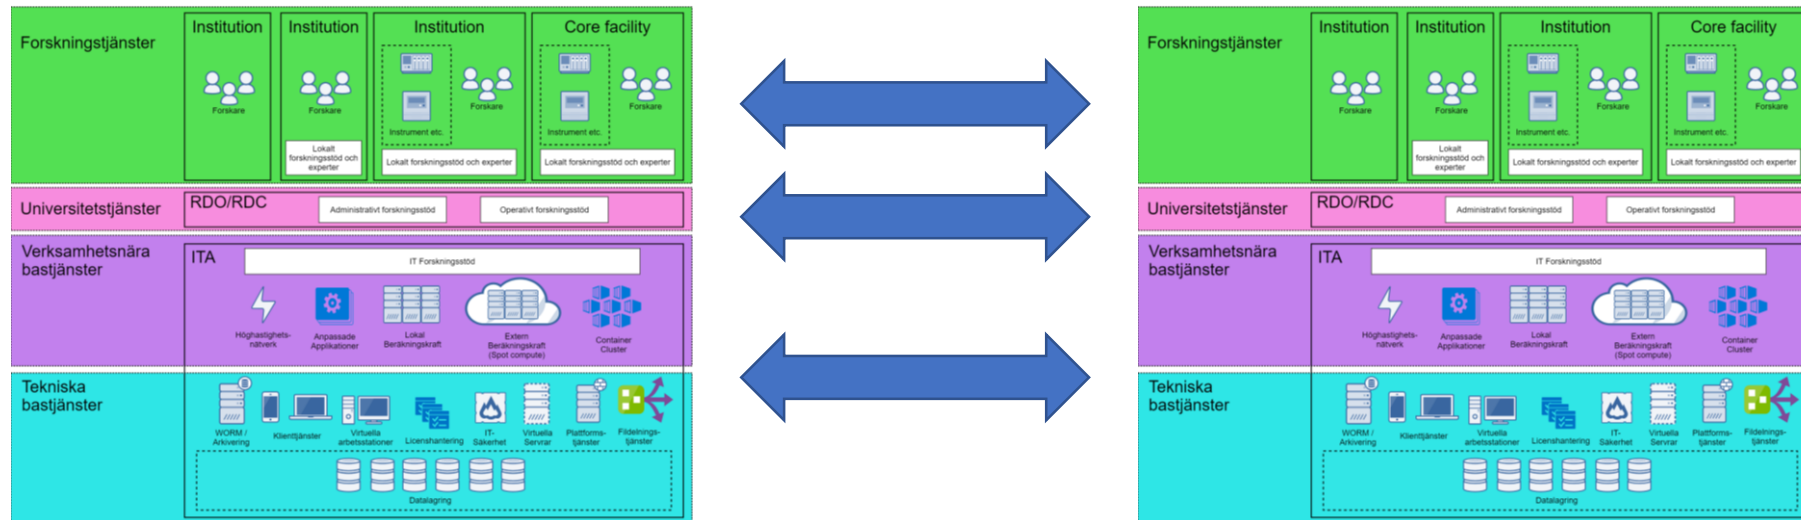 Forskningstjänster
Institution
Forskare
Institution
Forskare
Lokalt
forskningsstöd och
experter
Institution
Instrument etc.
Forskare
Lokalt forskningsstöd och experter
Core facility
Instrument etc.
Forskare
Lokalt forskningsstöd och experter
Universitetstjänster
RDO/RDC
Administrativt forskningsstöd
Operativt forskningsstöd
Verksamhetsnära
bastjänster
ITA
IT Forskningsstöd
Höghastighets-
nätverk
Anpassade
Applikationer
Lokal
Beräkningskraft
Extern
Beräkningskraft
(Spot compute)
Container
Cluster
Tekniska
bastjänster
WORM /
Arkivering
Klienttjänster
Virtuella
arbetsstationer
Licenshantering
IT-
Säkerhet
Virtuella
Servrar
Plattforms-
tjänster
Fildelnings-
tjänster
Datalagring
Forskningstjänster
Institution
Forskare
Institution
Forskare
Lokalt
forskningsstöd och
experter
Institution
Instrument etc.
Forskare
Lokalt forskningsstöd och experter
Core facility
Instrument etc.
Forskare
Lokalt forskningsstöd och experter
Universitetstjänster
RDO/RDC
Administrativt forskningsstöd
Operativt forskningsstöd
Verksamhetsnära
bastjänster
ITA
IT Forskningsstöd
Höghastighets-
nätverk
Anpassade
Applikationer
Lokal
Beräkningskraft
Extern
Beräkningskraft
(Spot compute)
Container
Cluster
Tekniska
bastjänster
WORM /
Arkivering
Klienttjänster
Virtuella
arbetsstationer
Licenshantering
IT-
Säkerhet
Virtuella
Servrar
Plattforms-
tjänster
Fildelnings-
tjänster
Datalagring